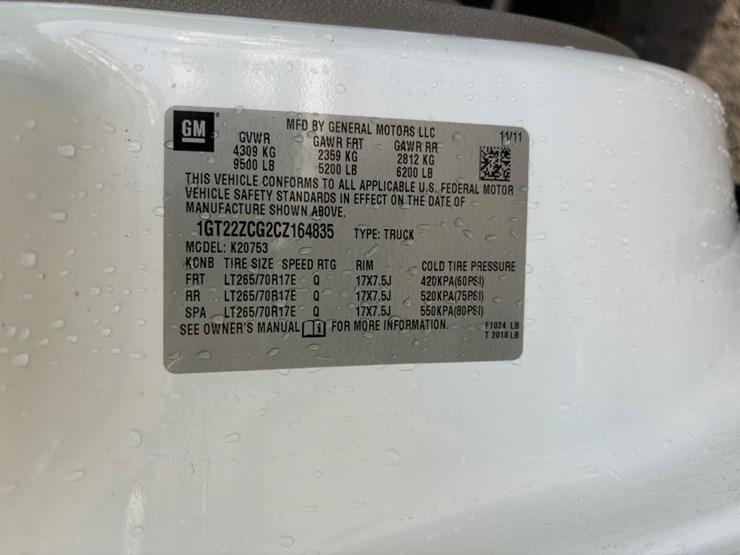 GM
MFD BY GENERAL MOTORS LLC
11/11
GVWR GAWR FRT GAWR RR
4309 KG 2359 KG 2812 KG
9500 LB 5200 LB 6200 LB
THIS VEHICLE CONFORMS TO ALL APPLICABLE U.S. FEDERAL MOTOR
VEHICLE SAFETY STANDARDS IN EFFECT ON THE DATE OF
MANUFACTURE SHOWN ABOVE.
1GT22ZCG2CZ164835 TYPE: TRUCK
MODEL: K20753
KCNB TIRE SIZE SPEED RTG RIM COLD TIRE PRESSURE
FRT LT265/70R17E Q 17X7.5J 420KPA(60PSI)
RR LT265/70R17E Q 17X7.5J 520KPA(75PSI)
SPA LT265/70R17E Q 17X7.5J 550KPA(80PSI)
SEE OWNER'S MANUAL i FOR MORE INFORMATION.
F1024 LB
T 2018 LB